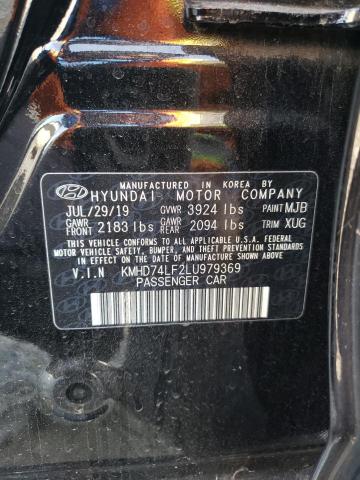 MANUFACTURED IN KOREA BY
HYUNDAI MOTOR COMPANY
JUL/29/19 GVWR 3924 lbs PAINT MJB
GAWR FRONT 2183 lbs GAWR REAR 2094 lbs TRIM XUG
THIS VEHICLE CONFORMS TO ALL APPLICABLE U.S. FEDERAL
MOTOR VEHICLE SAFETY, BUMPER, AND THEFT
PREVENTION STANDARDS IN EFFECT ON THE DATE OF
MANUFACTURE SHOWN ABOVE.
V.I.N KMHD74LF2LU979369
PASSENGER CAR